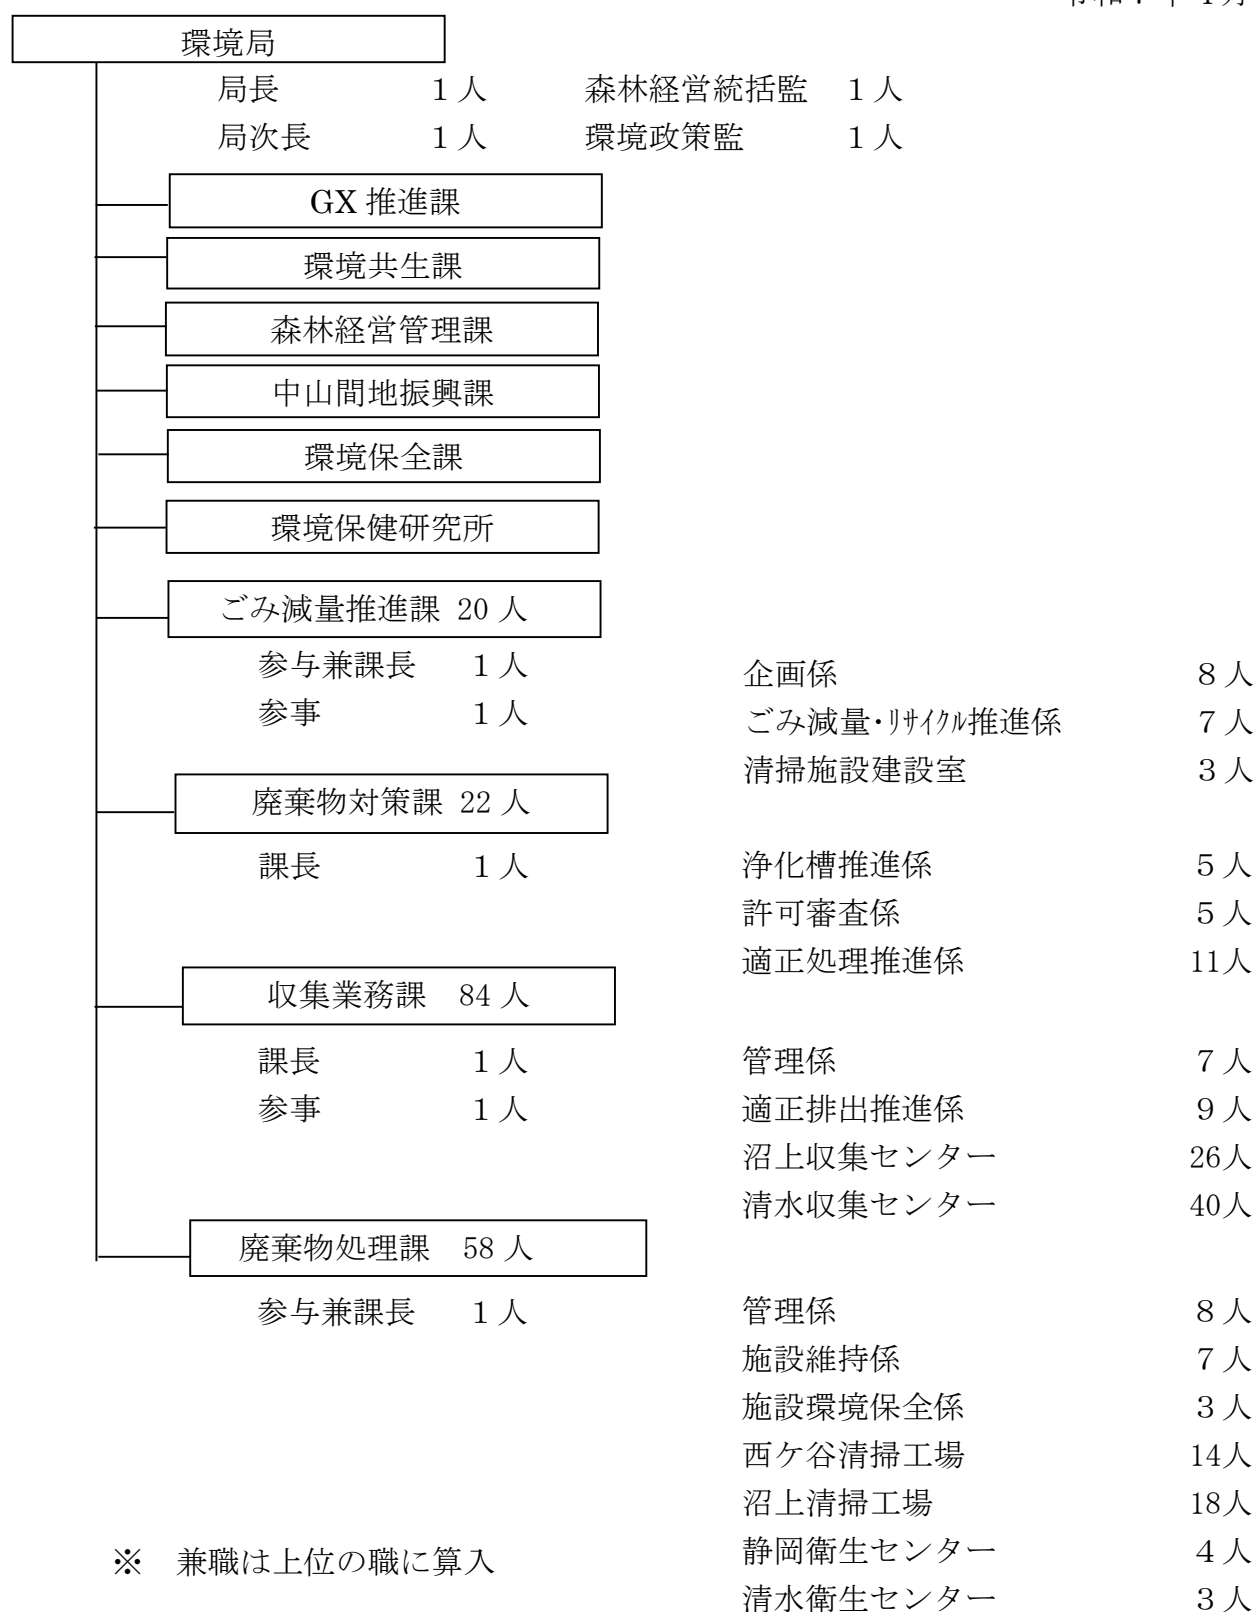 環境局
局長 1人 森林経営統括監 1人
局次長 1人 環境政策監 1人
GX 推進課
環境共生課
森林経営管理課
中山間地振興課
環境保全課
環境保健研究所
ごみ減量推進課 20 人
参与兼課長 1人
参事 1人
企画係 8人
ごみ減量・ﾘｻｲｸﾙ推進係 7人
清掃施設建設室 3人
廃棄物対策課 22 人
課長 1人
浄化槽推進係 5人
許可審査係 5人
適正処理推進係 11人
収集業務課 84 人
課長 1人
参事 1人
管理係 7人
適正排出推進係 9人
沼上収集センター 26人
清水収集センター 40人
廃棄物処理課 58 人
参与兼課長 1人
管理係 8人
施設維持係 7人
施設環境保全係 3人
西ケ谷清掃工場 14人
沼上清掃工場 18人
静岡衛生センター 4人
清水衛生センター 3人
※ 兼職は上位の職に算入